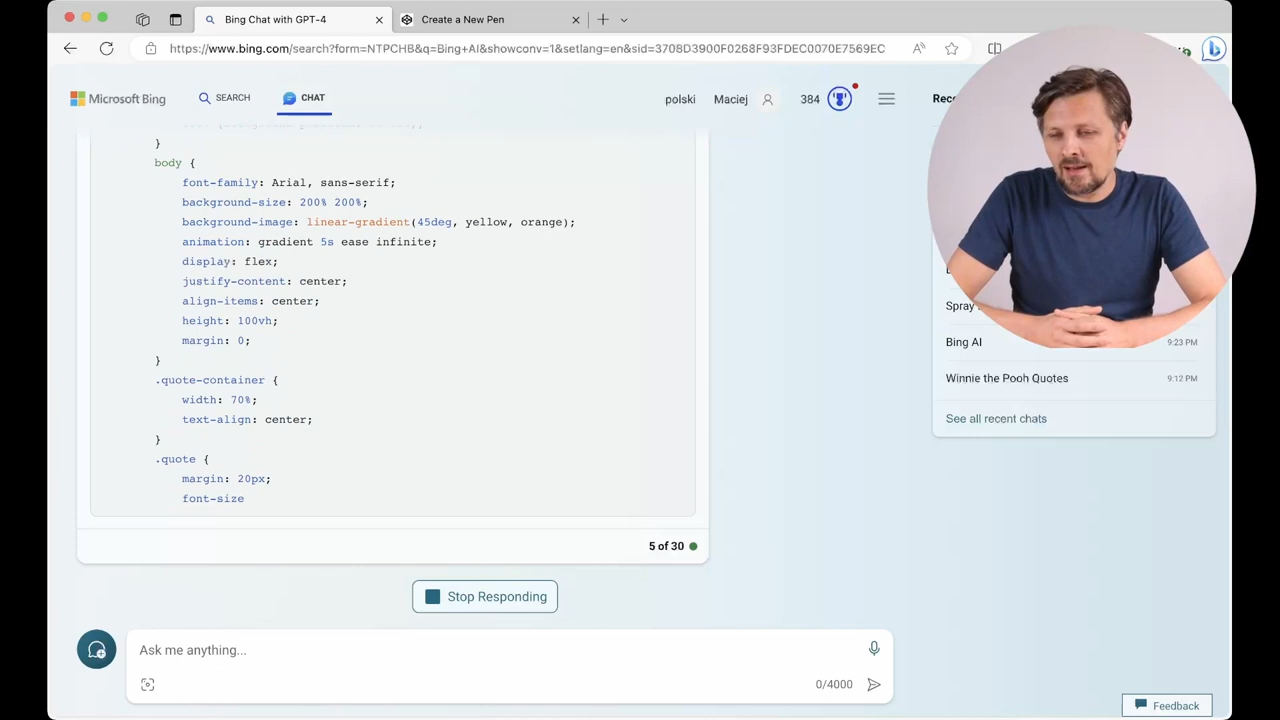 Bing Chat with GPT-4
Create a New Pen
https://www.bing.com/search?form=NTPCHB&q=Bing+AI&showconv=1&setlang=en&sid=3708D3900F0268F93FDEC0070E7569EC
Microsoft Bing
SEARCH
CHAT
polski
Maciej
384
}
body {
font-family: Arial, sans-serif;
background-size: 200% 200%;
background-image: linear-gradient(45deg, yellow, orange);
animation: gradient 5s ease infinite;
display: flex;
justify-content: center;
align-items: center;
height: 100vh;
margin: 0;
}
.quote-container {
width: 70%;
text-align: center;
}
.quote {
margin: 20px;
font-size
5 of 30
Stop Responding
Ask me anything...
0/4000
Spray
Bing AI
9:23 PM
Winnie the Pooh Quotes
9:12 PM
See all recent chats
Feedback